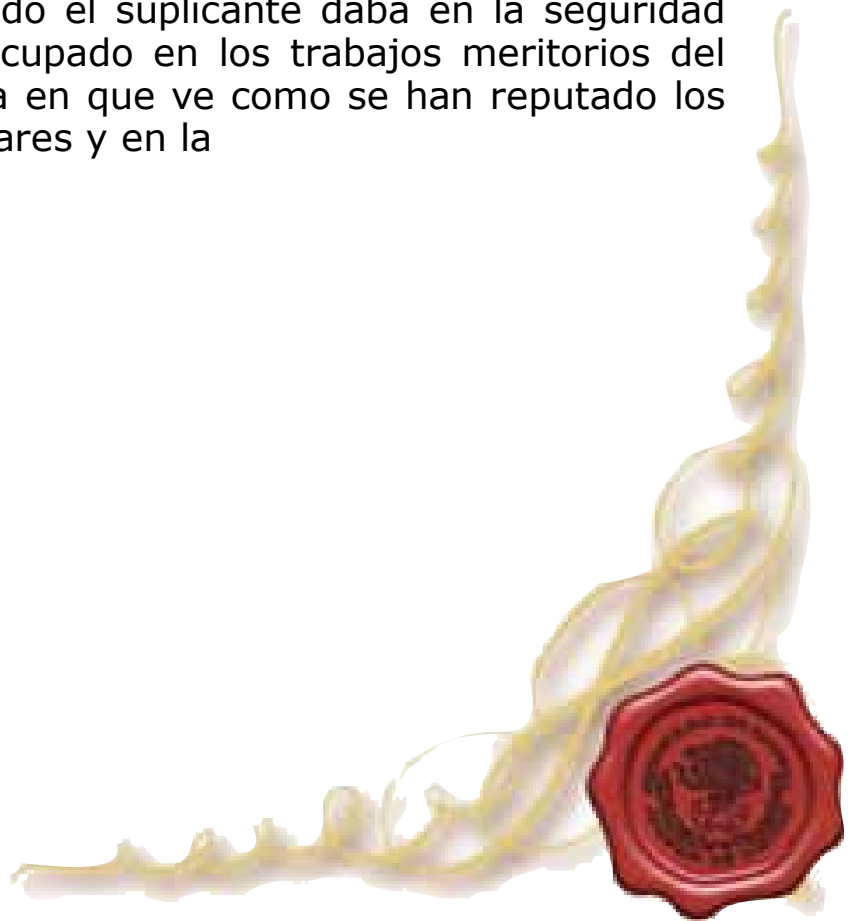 do el suplicante daba en la seguridad
cupado en los trabajos meritorios del
a en que ve como se han reputado los
ares y en la